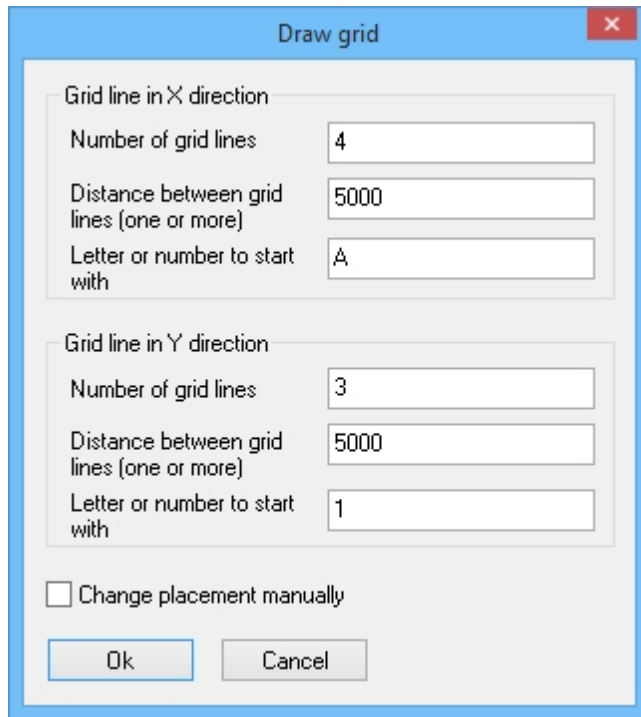 Draw grid
Grid line in X direction
Number of grid lines
4
Distance between grid
lines (one or more)
5000
Letter or number to start
with
A
Grid line in Y direction
Number of grid lines
3
Distance between grid
lines (one or more)
5000
Letter or number to start
with
1
Change placement manually
Ok
Cancel